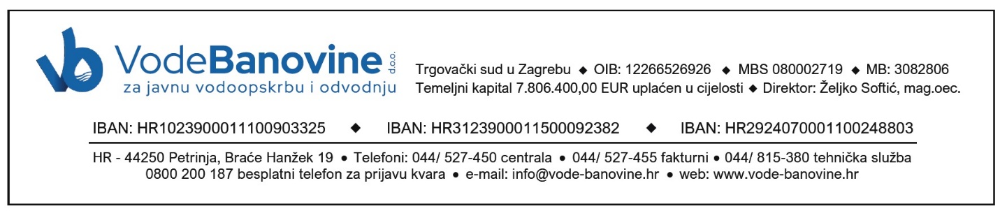 VodeBanovine d.o.o.
za javnu vodoopskrbu i odvodnju
Trgovački sud u Zagrebu ◆ OIB: 12266526926 ◆ MBS 080002719 ◆ MB: 3082806
Temeljni kapital 7.806.400,00 EUR uplaćen u cijelosti ◆ Direktor: Željko Softić, mag.oec.
IBAN: HR1023900011100903325 ◆ IBAN: HR3123900011500092382 ◆ IBAN: HR2924070001100248803
HR - 44250 Petrinja, Braće Hanžek 19 ● Telefoni: 044/ 527-450 centrala ● 044/ 527-455 fakturni ● 044/ 815-380 tehnička služba
0800 200 187 besplatni telefon za prijavu kvara ● e-mail: info@vode-banovine.hr ● web: www.vode-banovine.hr